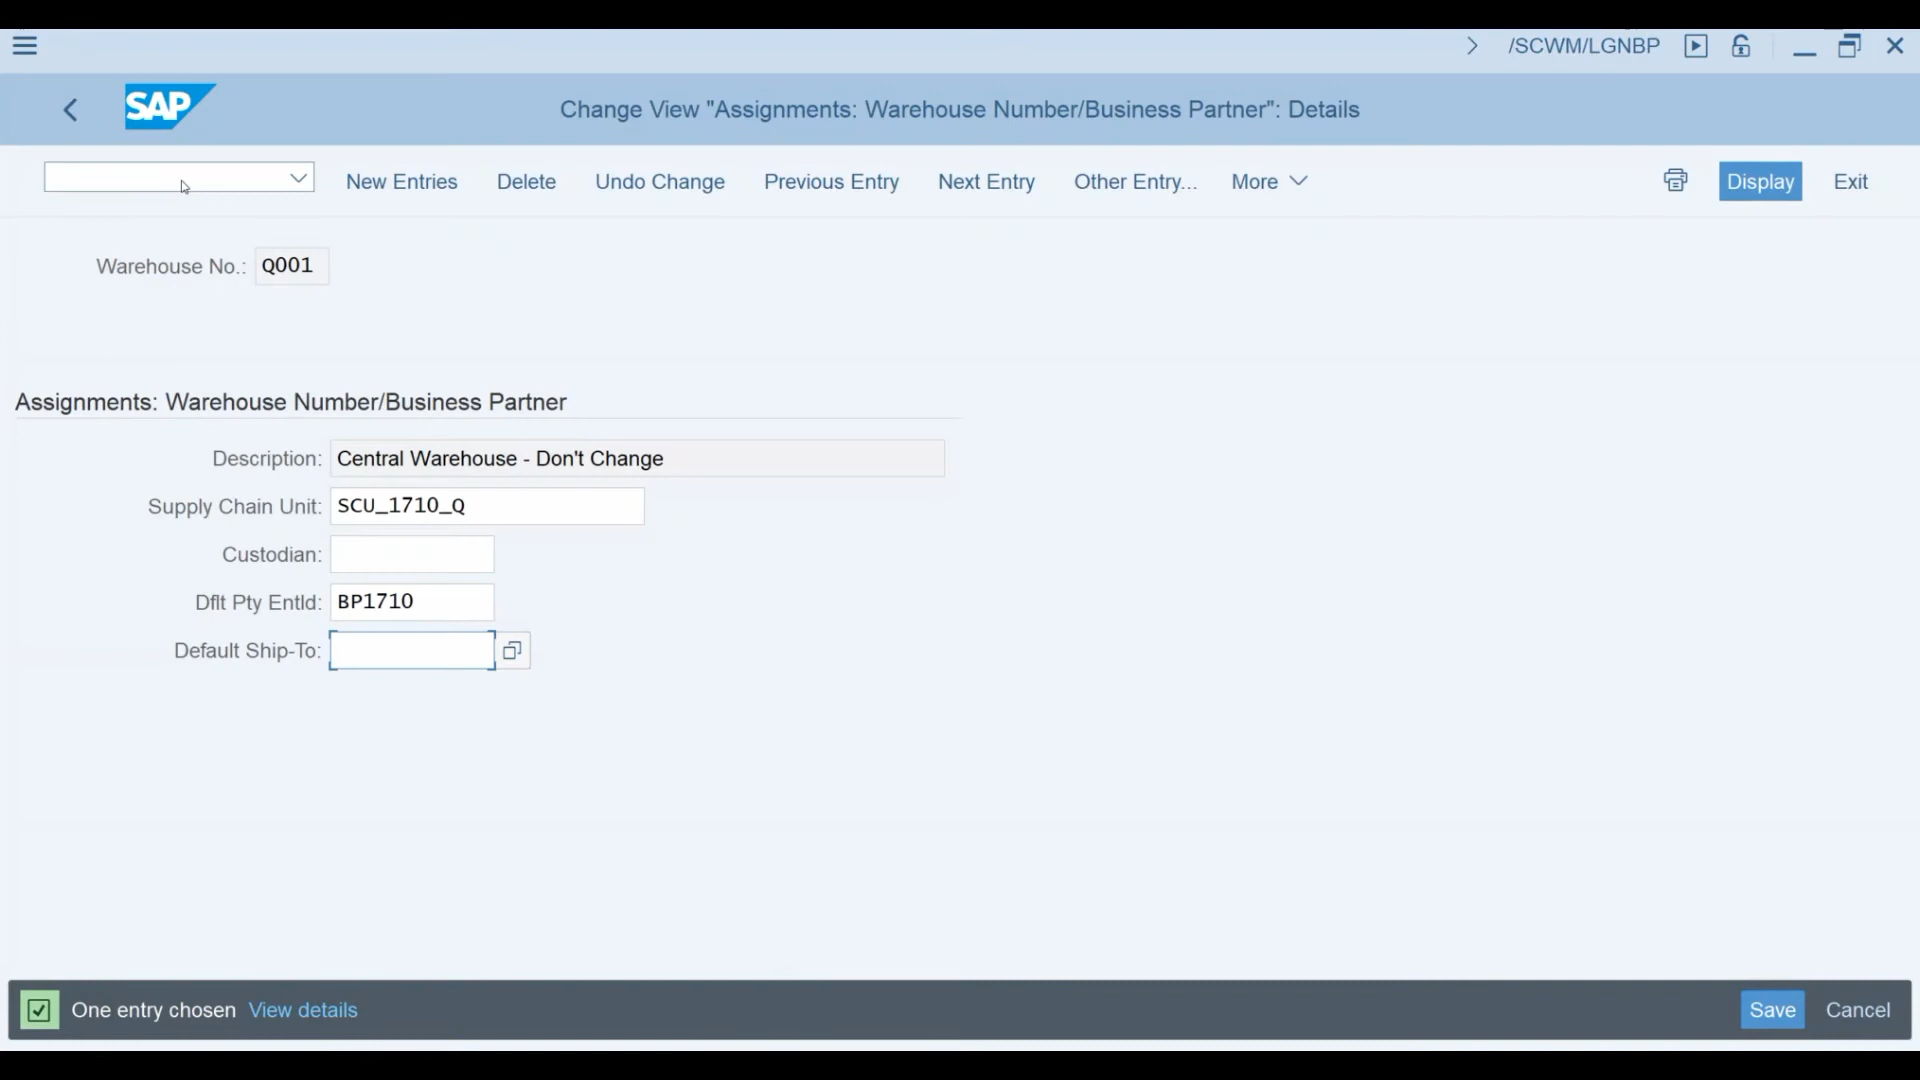 /SCWM/LGNBP
SAP
Change View "Assignments: Warehouse Number/Business Partner": Details
New Entries Delete Undo Change Previous Entry Next Entry Other Entry... More Display Exit
Warehouse No.: Q001
Assignments: Warehouse Number/Business Partner
Description: Central Warehouse - Don't Change
Supply Chain Unit: SCU_1710_Q
Custodian:
Dflt Pty Entld: BP1710
Default Ship-To:
One entry chosen View details Save Cancel